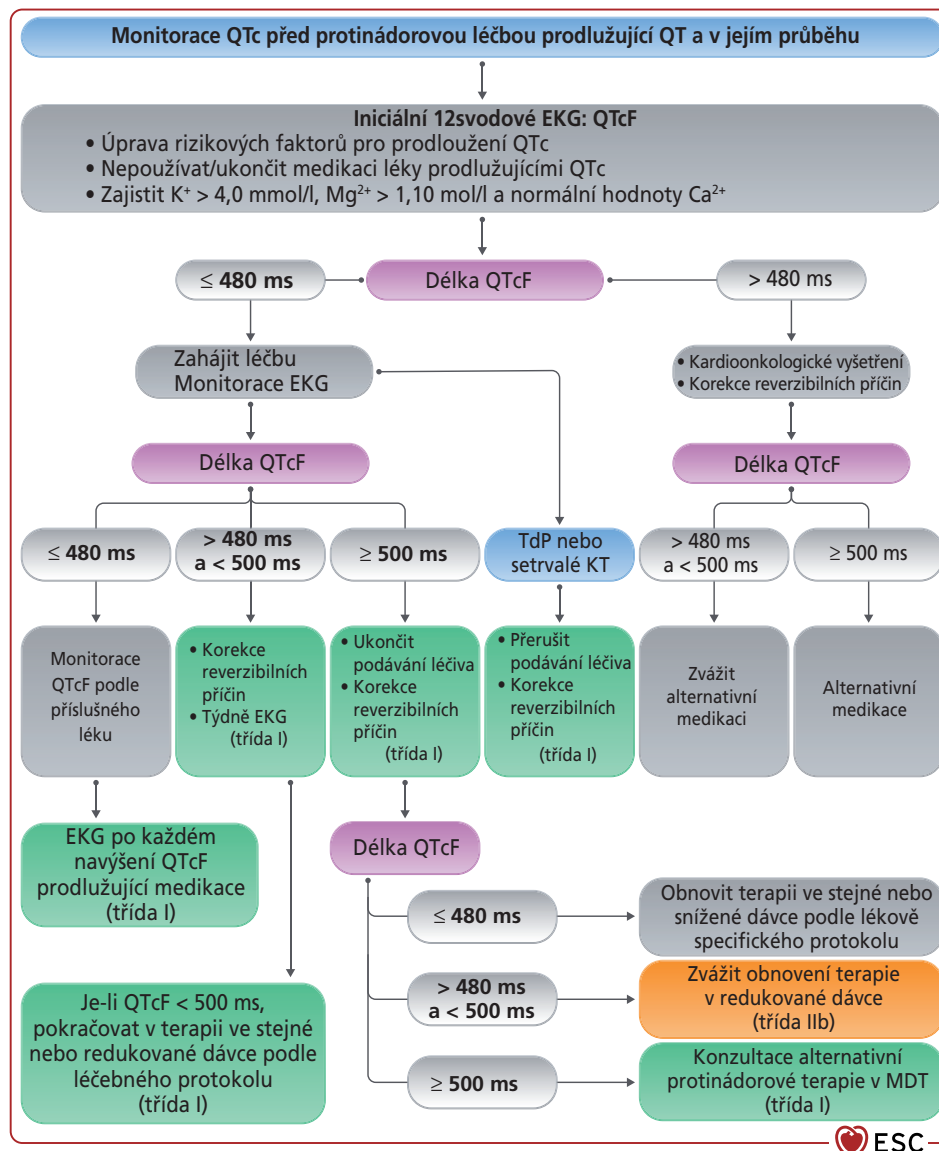 Monitorace QTc před protinádorovou léčbou prodlužující QT a v jejím průběhu
Iniciální 12svodové EKG: QTcF
• Úprava rizikových faktorů pro prodloužení QTc
• Nepoužívat/ukončit medikaci léky prodlužujícími QTc
• Zajistit K⁺ > 4,0 mmol/l, Mg²⁺ > 1,10 mol/l a normální hodnoty Ca²⁺
≤ 480 ms
Délka QTcF
> 480 ms
Zahájit léčbu
Monitorace EKG
• Kardioonkologické vyšetření
• Korekce reverzibilních příčin
Délka QTcF
Délka QTcF
≤ 480 ms
> 480 ms
a < 500 ms
≥ 500 ms
TdP nebo
setrvalé KT
> 480 ms
a < 500 ms
≥ 500 ms
Monitorace
QTcF podle
příslušného
léku
• Korekce
reverzibilních
příčin
• Týdně EKG
(třída I)
• Ukončit
podávání léčiva
• Korekce
reverzibilních
příčin
(třída I)
• Přerušit
podávání léčiva
• Korekce
reverzibilních
příčin
(třída I)
Zvážit
alternativní
medikaci
Alternativní
medikace
EKG po každém
navýšení QTcF
prodlužující medikace
(třída I)
Délka QTcF
≤ 480 ms
Obnovit terapii ve stejné nebo
snížené dávce podle lékově
specifického protokolu
> 480 ms
a < 500 ms
Zvážit obnovení terapie
v redukované dávce
(třída IIb)
Je-li QTcF < 500 ms,
pokračovat v terapii ve stejné
nebo redukované dávce podle
léčebného protokolu
(třída I)
≥ 500 ms
Konzultace alternativní
protinádorové terapie v MDT
(třída I)
ESC